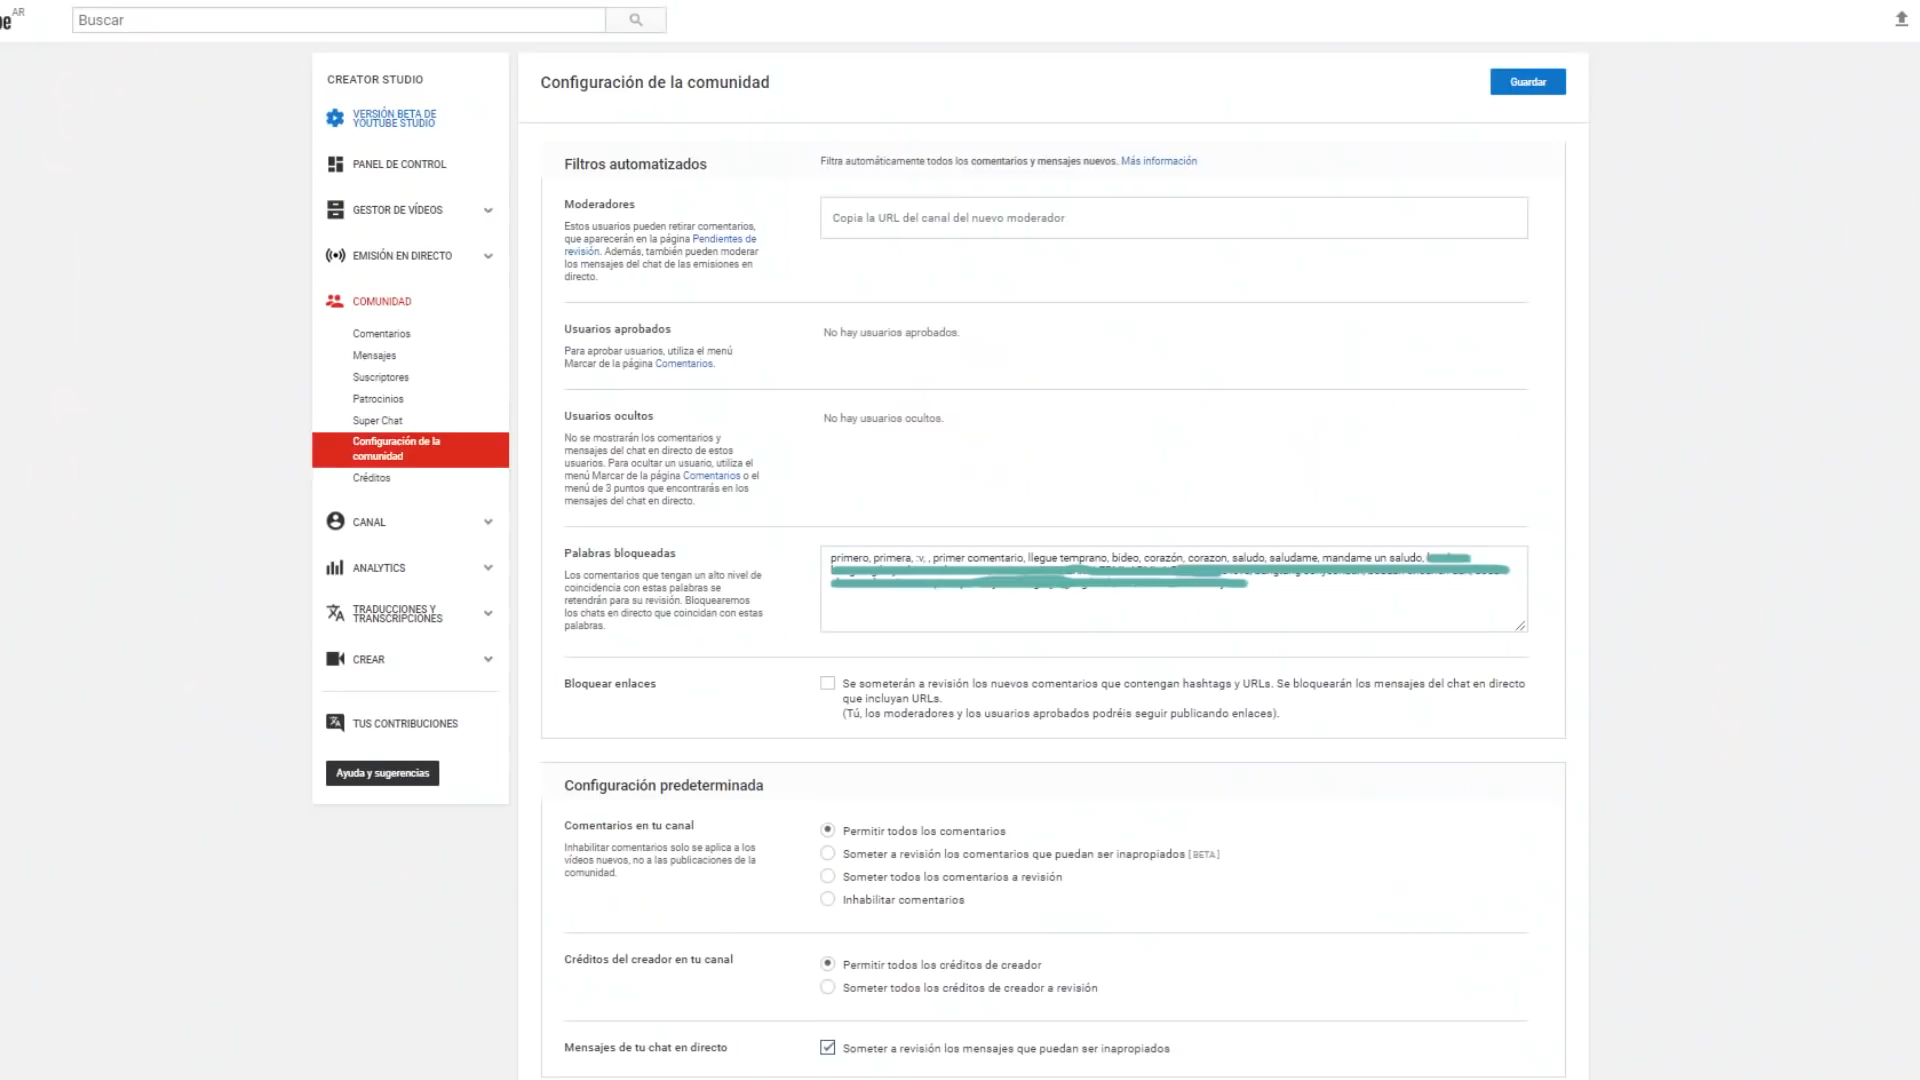 be AR
Buscar
CREATOR STUDIO
VERSIÓN BETA DE
YOUTUBE STUDIO
PANEL DE CONTROL
GESTOR DE VÍDEOS
EMISIÓN EN DIRECTO
COMUNIDAD
Comentarios
Mensajes
Suscriptores
Patrocinios
Super Chat
Configuración de la
comunidad
Créditos
CANAL
ANALYTICS
TRADUCCIONES Y
TRANSCRIPCIONES
CREAR
TUS CONTRIBUCIONES
Ayuda y sugerencias
Configuración de la comunidad
Guardar
Filtros automatizados
Filtra automáticamente todos los comentarios y mensajes nuevos. Más información
Moderadores
Estos usuarios pueden retirar comentarios,
que aparecerán en la página Pendientes de
revisión. Además, también pueden moderar
los mensajes del chat de las emisiones en
directo.
Copia la URL del canal del nuevo moderador
Usuarios aprobados
Para aprobar usuarios, utiliza el menú
Marcar de la página Comentarios.
No hay usuarios aprobados.
Usuarios ocultos
No se mostrarán los comentarios y
mensajes del chat en directo de estos
usuarios. Para ocultar un usuario, utiliza el
menú Marcar de la página Comentarios o el
menú de 3 puntos que encontrarás en los
mensajes del chat en directo.
No hay usuarios ocultos.
Palabras bloqueadas
Los comentarios que tengan un alto nivel de
coincidencia con estas palabras se
retendrán para su revisión. Bloquearemos
los chats en directo que coincidan con estas
palabras.
primero, primera, :v, , primer comentario, llegue temprano, bideo, corazón, corazon, saludo, saludame, mandame un saludo,
Bloquear enlaces
Se someterán a revisión los nuevos comentarios que contengan hashtags y URLs. Se bloquearán los mensajes del chat en directo
que incluyan URLs.
(Tú, los moderadores y los usuarios aprobados podréis seguir publicando enlaces).
Configuración predeterminada
Comentarios en tu canal
Inhabilitar comentarios solo se aplica a los
vídeos nuevos, no a las publicaciones de la
comunidad.
Permitir todos los comentarios
Someter a revisión los comentarios que puedan ser inapropiados [BETA]
Someter todos los comentarios a revisión
Inhabilitar comentarios
Créditos del creador en tu canal
Permitir todos los créditos de creador
Someter todos los créditos de creador a revisión
Mensajes de tu chat en directo
Someter a revisión los mensajes que puedan ser inapropiados